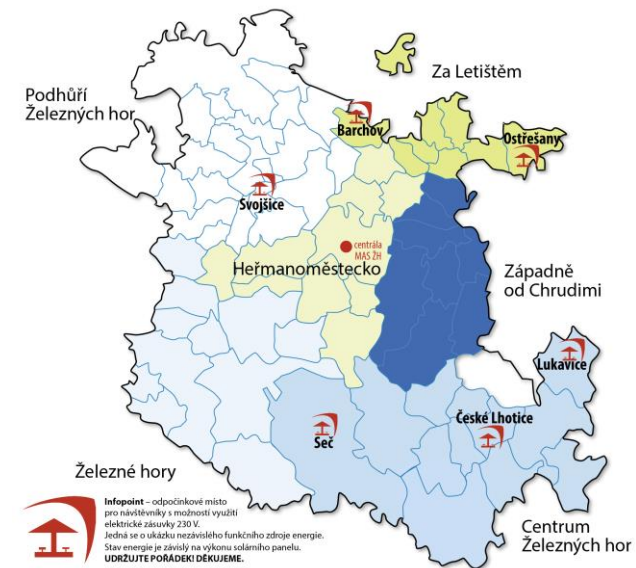 Za Letištěm
Podhůří
Železných hor
Barchov
Ostřešany
Svojšice
centrála
MAS ŽH
Heřmanoměstecko
Západně
od Chrudimi
Lukavice
České Lhotice
Seč
Železné hory
Infopoint – odpočinkové místo
pro návštěvníky s možností využití
elektrické zásuvky 230 V.
Jedná se o ukázku nezávislého funkčního zdroje energie.
Stav energie je závislý na výkonu solárního panelu.
UDRŽUJTE POŘÁDEK! DĚKUJEME.
Centrum
Železných hor